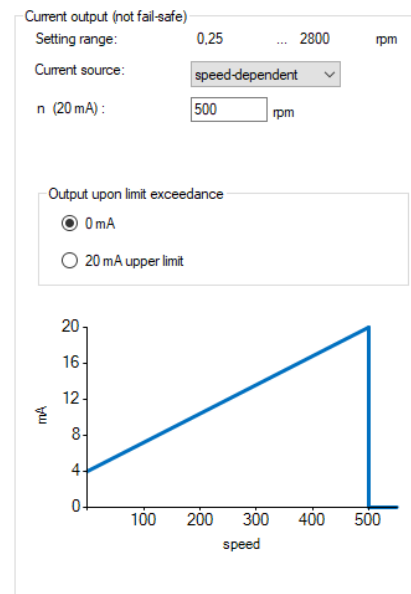 Current output (not fail-safe)
Setting range: 0,25 ... 2800 rpm
Current source: speed-dependent
n (20 mA) : 500 rpm
Output upon limit exceedance
0 mA
20 mA upper limit
20
16
12
mA
8
4
0
100 200 300 400 500
speed